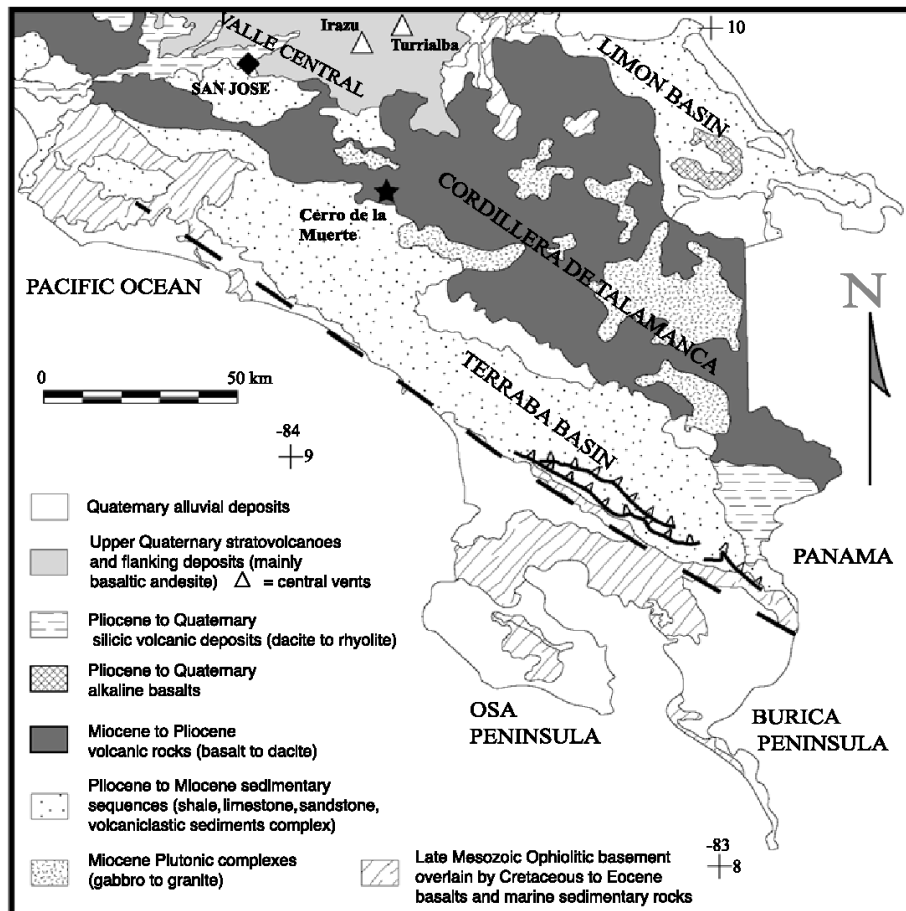 Irazu
Turrialba
10
VALLE CENTRAL
LIMON BASIN
SAN JOSE
CORDILLERA DE TALAMANCA
Cerro de la
Muerte
PACIFIC OCEAN
N
0 50 km
TERRABA BASIN
-84
9
Quaternary alluvial deposits
Upper Quaternary stratovolcanoes
and flanking deposits (mainly
basaltic andesite) △ = central vents
PANAMA
Pliocene to Quaternary
silicic volcanic deposits (dacite to rhyolite)
Pliocene to Quaternary
alkaline basalts
OSA
PENINSULA
BURICA
PENINSULA
Miocene to Pliocene
volcanic rocks (basalt to dacite)
Pliocene to Miocene sedimentary
sequences (shale, limestone, sandstone,
volcaniclastic sediments complex)
-83
8
Miocene Plutonic complexes
(gabbro to granite)
Late Mesozoic Ophiolitic basement
overlain by Cretaceous to Eocene
basalts and marine sedimentary rocks